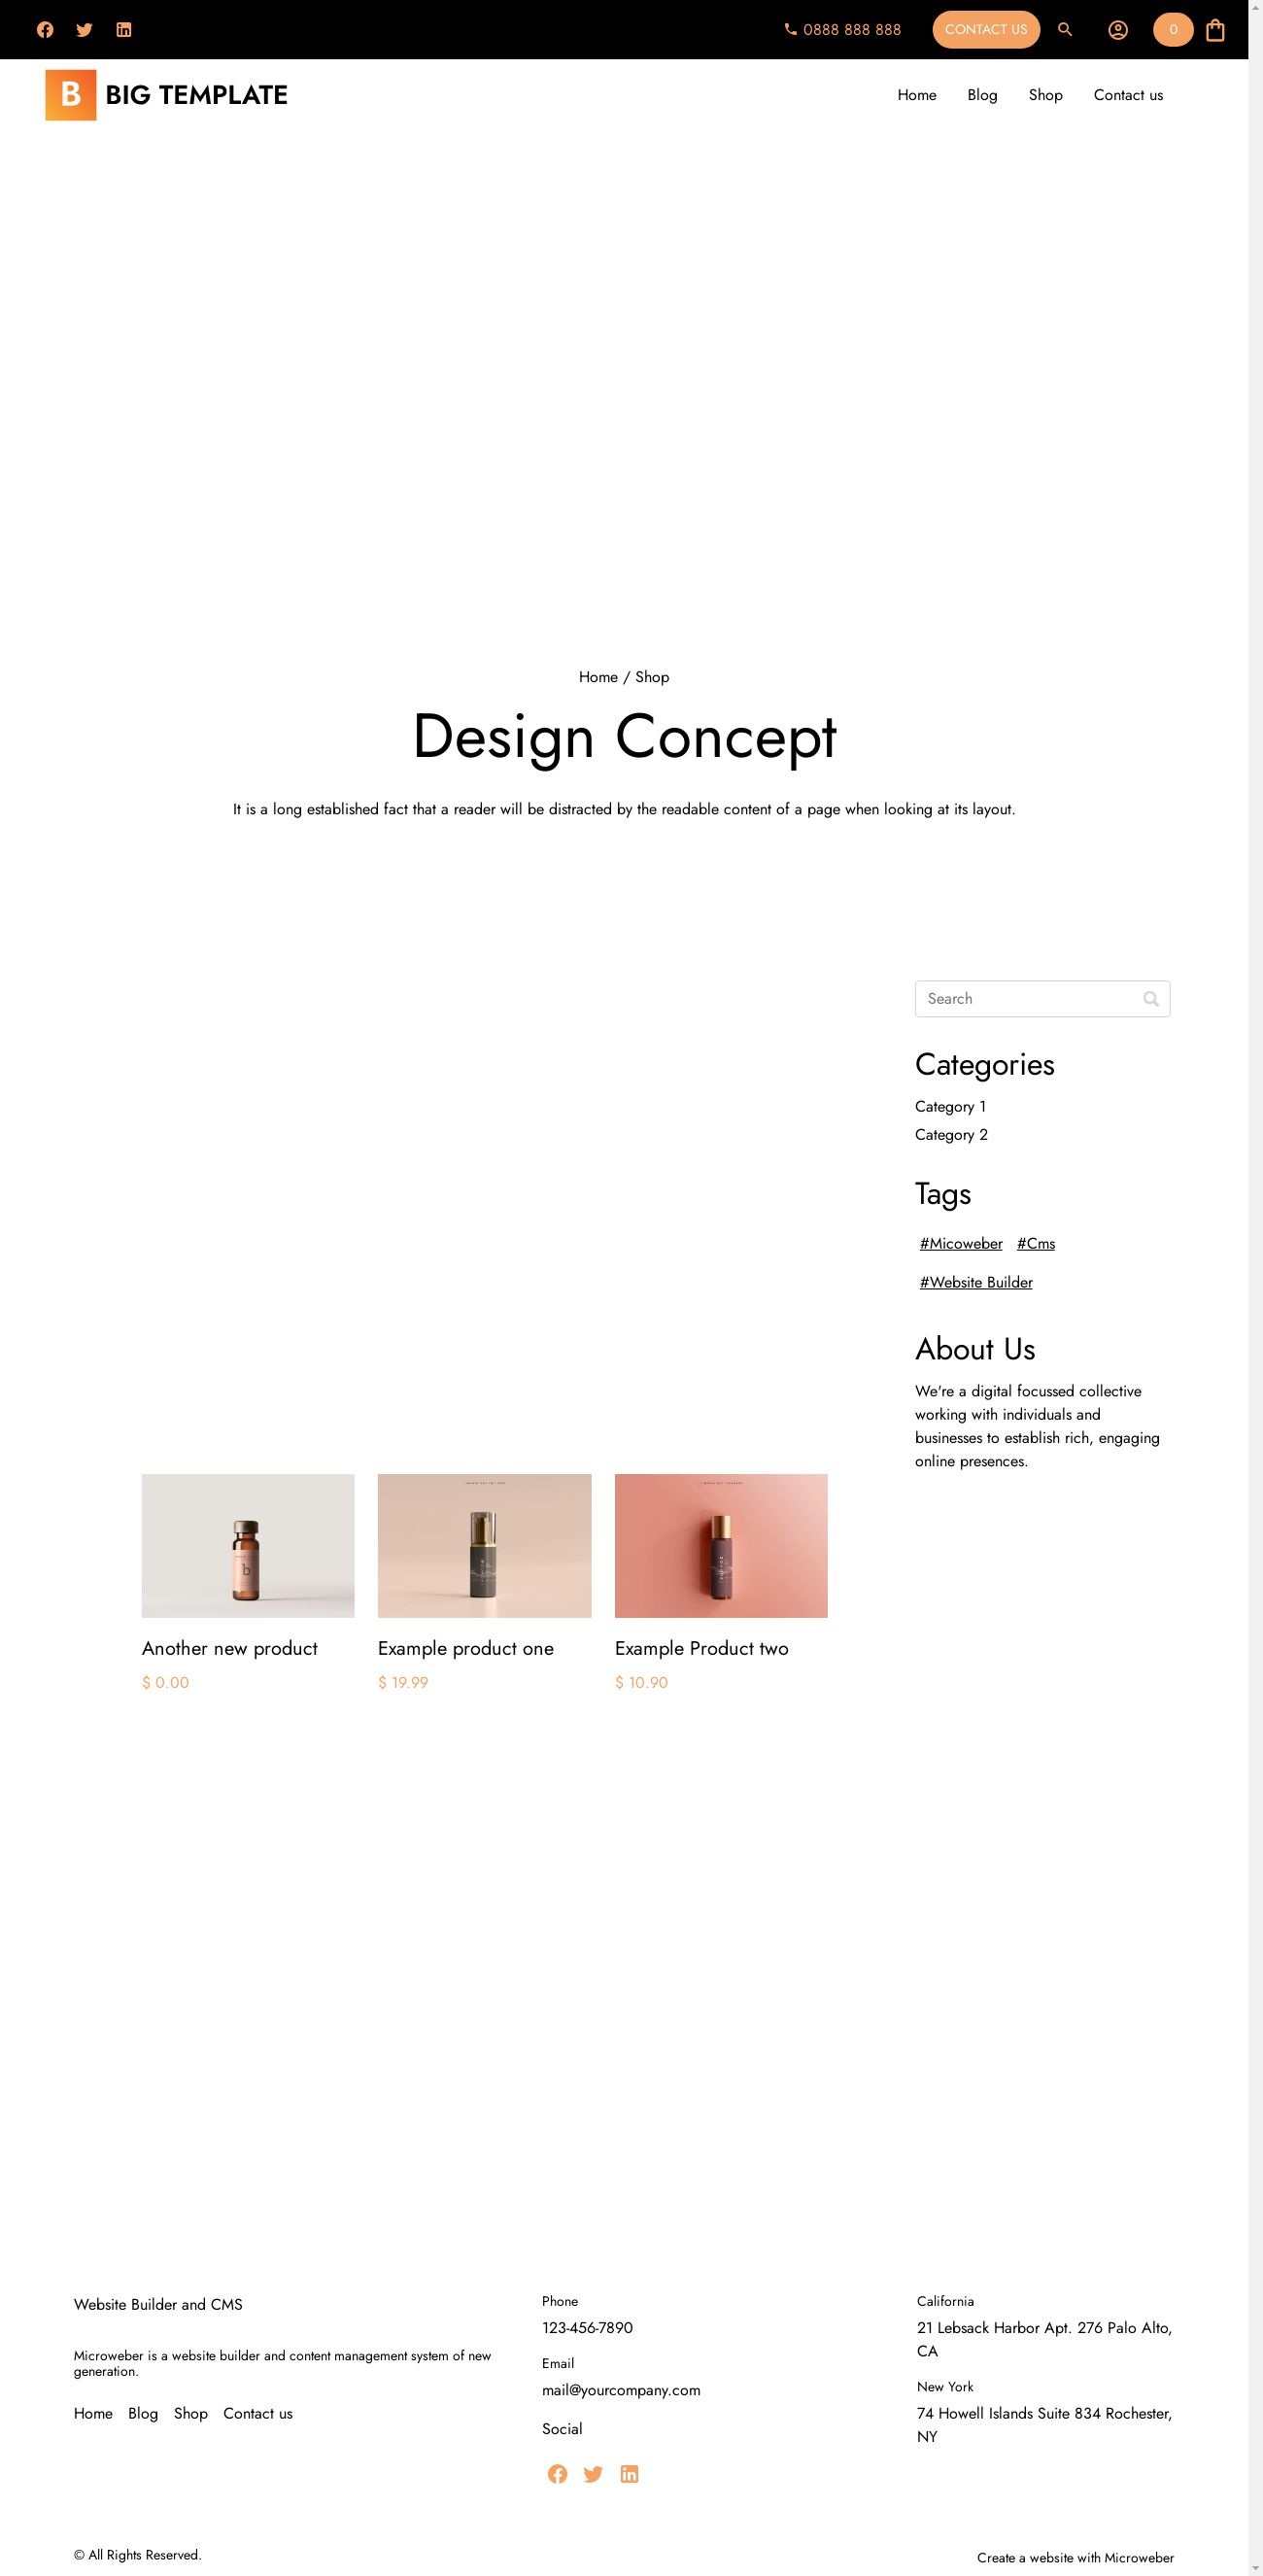 0888 888 888
CONTACT US
0
B BIG TEMPLATE
Home
Blog
Shop
Contact us
Home / Shop
Design Concept
It is a long established fact that a reader will be distracted by the readable content of a page when looking at its layout.
Search
Categories
Category 1
Category 2
Tags
#Micoweber #Cms
#Website Builder
About Us
We're a digital focussed collective
working with individuals and
businesses to establish rich, engaging
online presences.
b
Another new product
$ 0.00
Example product one
$ 19.99
Example Product two
$ 10.90
Website Builder and CMS
Microweber is a website builder and content management system of new
generation.
Home Blog Shop Contact us
Phone
123-456-7890
Email
mail@yourcompany.com
Social
California
21 Lebsack Harbor Apt. 276 Palo Alto,
CA
New York
74 Howell Islands Suite 834 Rochester,
NY
© All Rights Reserved.
Create a website with Microweber